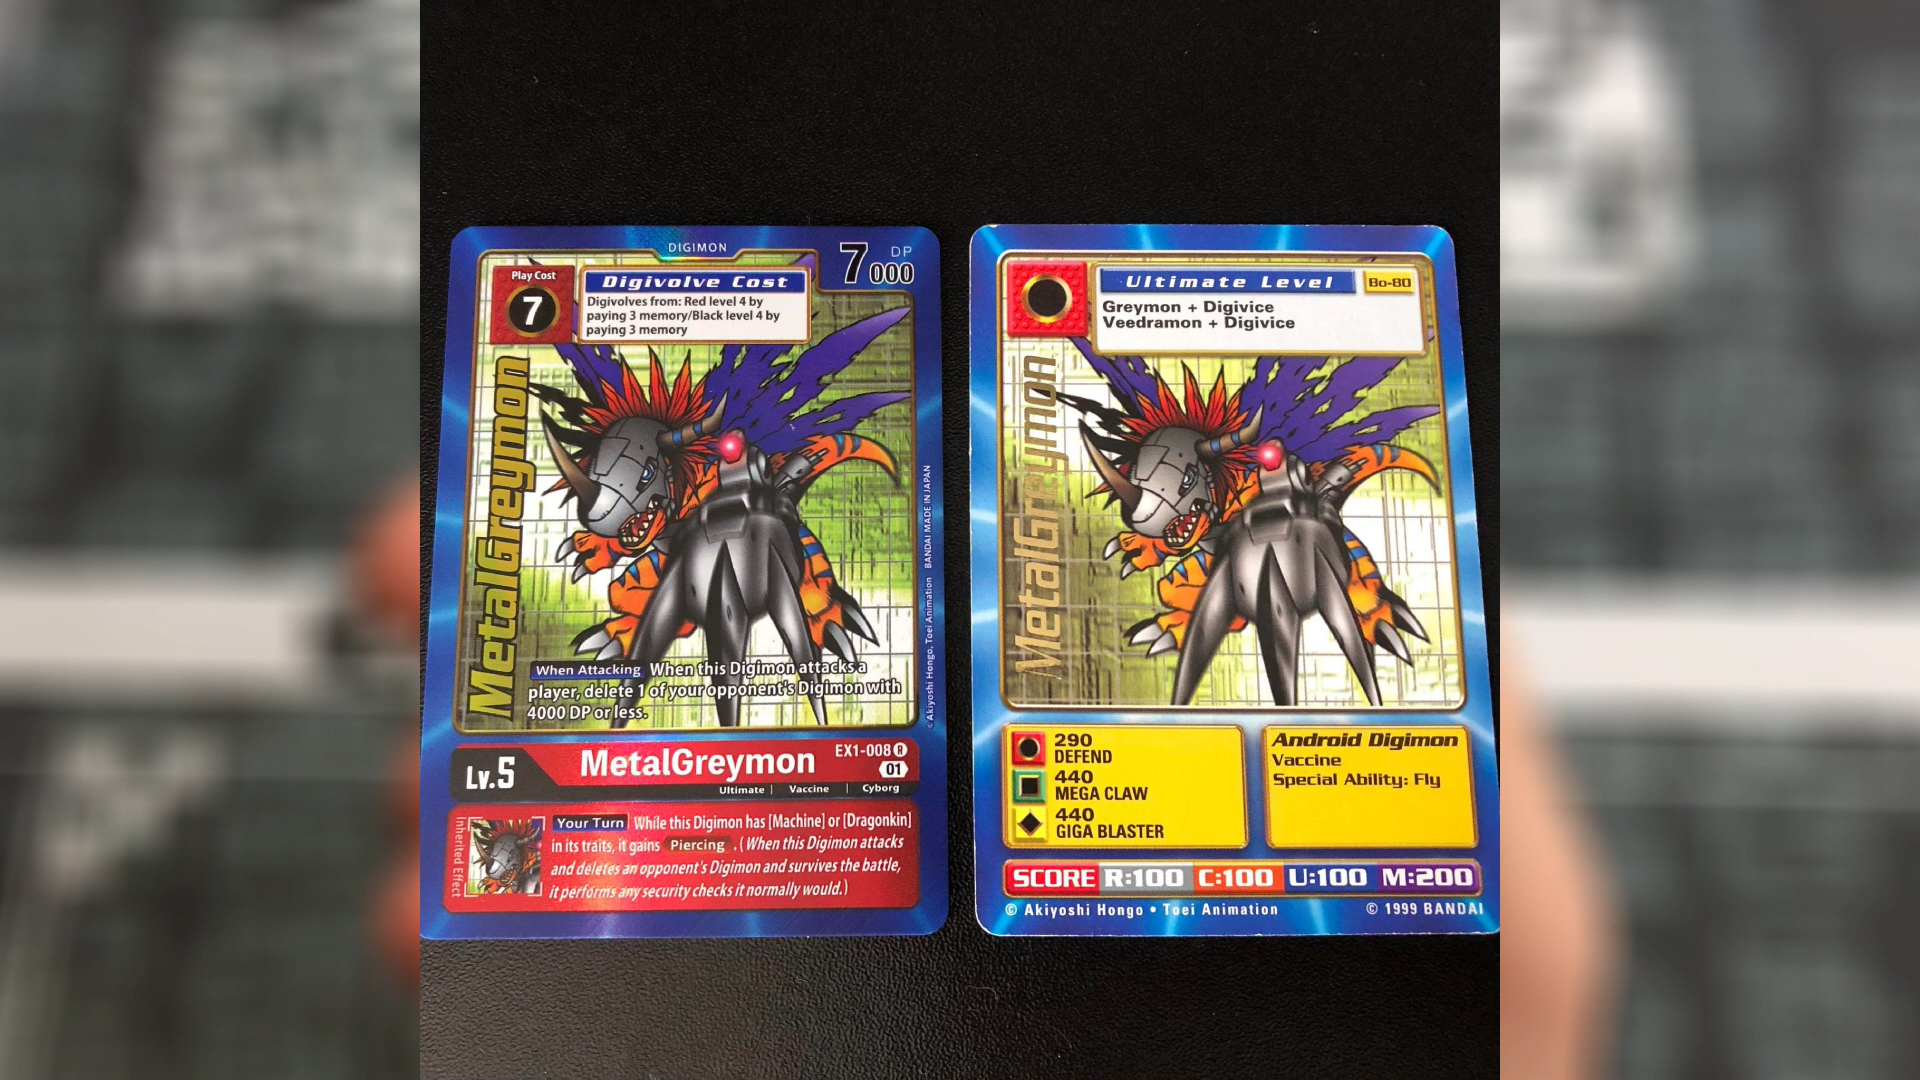 DIGIMON
7000 DP
Play Cost
7
Digivolve Cost
Digivolves from: Red level 4 by
paying 3 memory/Black level 4 by
paying 3 memory
MetalGreymon
When Attacking When this Digimon attacks a
player, delete 1 of your opponent's Digimon with
4000 DP or less.
© Akiyoshi Hongo, Toei Animation BANDAI MADE IN JAPAN
Lv.5
MetalGreymon
EX1-008 R
01
Ultimate | Vaccine | Cyborg
Inherited Effect
Your Turn While this Digimon has [Machine] or [Dragonkin]
in its traits, it gains Piercing. (When this Digimon attacks
and deletes an opponent's Digimon and survives the battle,
it performs any security checks it normally would.)
Ultimate Level
Bo-80
Greymon + Digivice
Veedramon + Digivice
MetalGreymon
290
DEFEND
440
MEGA CLAW
440
GIGA BLASTER
Android Digimon
Vaccine
Special Ability: Fly
SCORE R:100 C:100 U:100 M:200
© Akiyoshi Hongo • Toei Animation
© 1999 BANDAI